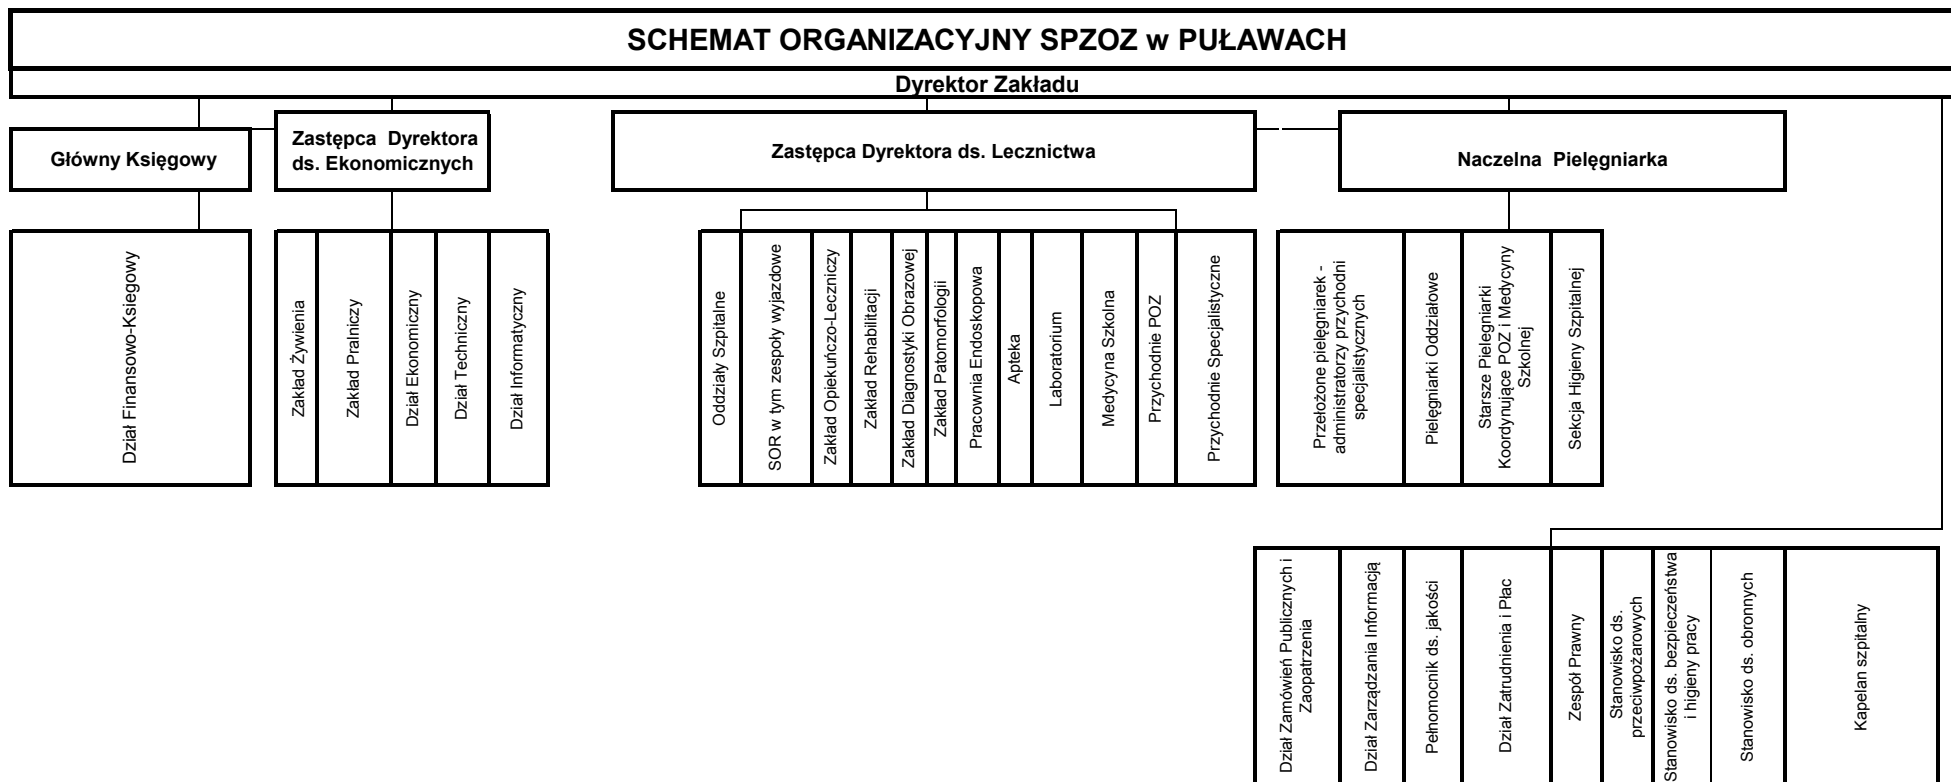 SCHEMAT ORGANIZACYJNY SPZOZ w PUŁAWACH
Dyrektor Zakładu
Główny Księgowy
Zastępca Dyrektora
ds. Ekonomicznych
Zastępca Dyrektora ds. Lecznictwa
Naczelna Pielęgniarka
Dział Finansowo-Ksiegowy
Zakład Żywienia
Zakład Pralniczy
Dział Ekonomiczny
Dział Techniczny
Dział Informatyczny
Oddziały Szpitalne
SOR w tym zespoły wyjazdowe
Zakład Opiekuńczo-Leczniczy
Zakład Rehabilitacji
Zakład Diagnostyki Obrazowej
Zakład Patomorfologii
Pracownia Endoskopowa
Apteka
Laboratorium
Medycyna Szkolna
Przychodnie POZ
Przychodnie Specjalistyczne
Przełożone pielęgniarek -
administratorzy przychodni
specjalistycznych
Pielęgniarki Oddziałowe
Starsze Pielegniarki
Koordynujące POZ i Medycyny
Szkolnej
Sekcja Higieny Szpitalnej
Dział Zamówień Publicznych i
Zaopatrzenia
Dział Zarządzania Informacją
Pełnomocnik ds. jakości
Dział Zatrudnienia i Płac
Zespół Prawny
Stanowisko ds.
przeciwpożarowych
Stanowisko ds. bezpieczeństwa
i higieny pracy
Stanowisko ds. obronnych
Kapelan szpitalny